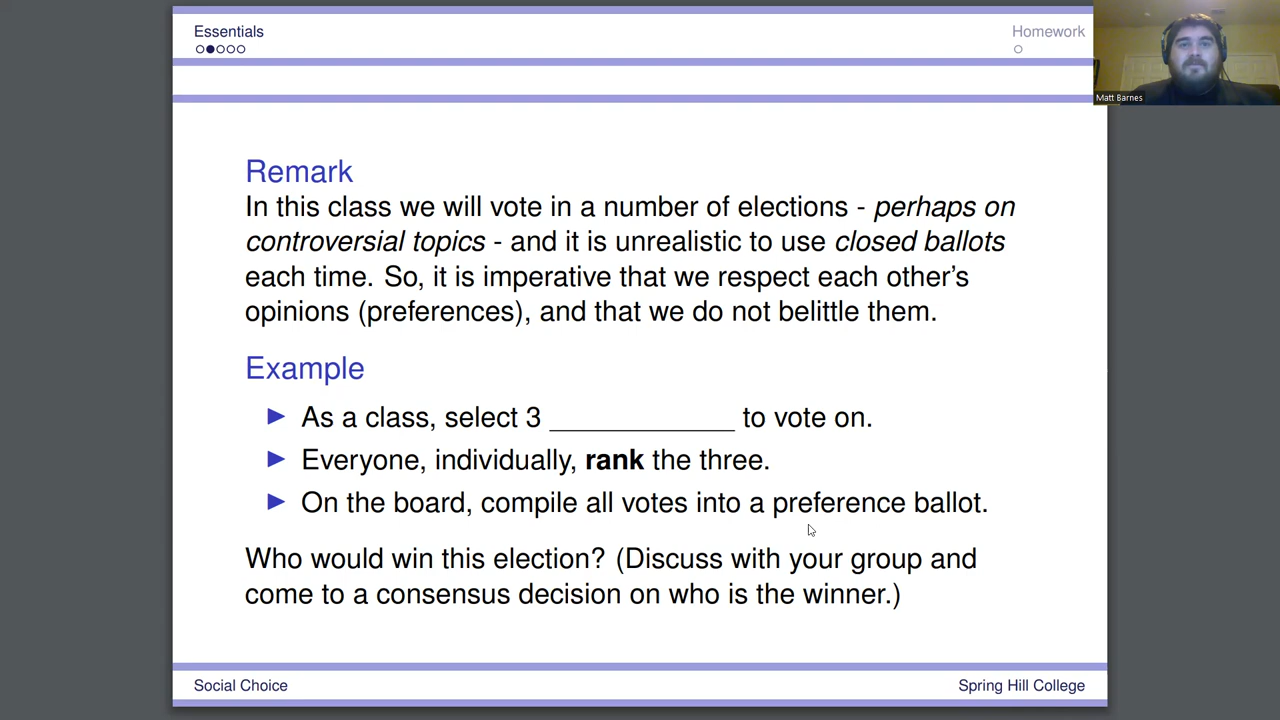 Essentials
Homework
Matt Barnes
Remark
In this class we will vote in a number of elections - perhaps on
controversial topics - and it is unrealistic to use closed ballots
each time. So, it is imperative that we respect each other's
opinions (preferences), and that we do not belittle them.
Example
As a class, select 3 _____________ to vote on.
Everyone, individually, rank the three.
On the board, compile all votes into a preference ballot.
Who would win this election? (Discuss with your group and
come to a consensus decision on who is the winner.)
Social Choice
Spring Hill College